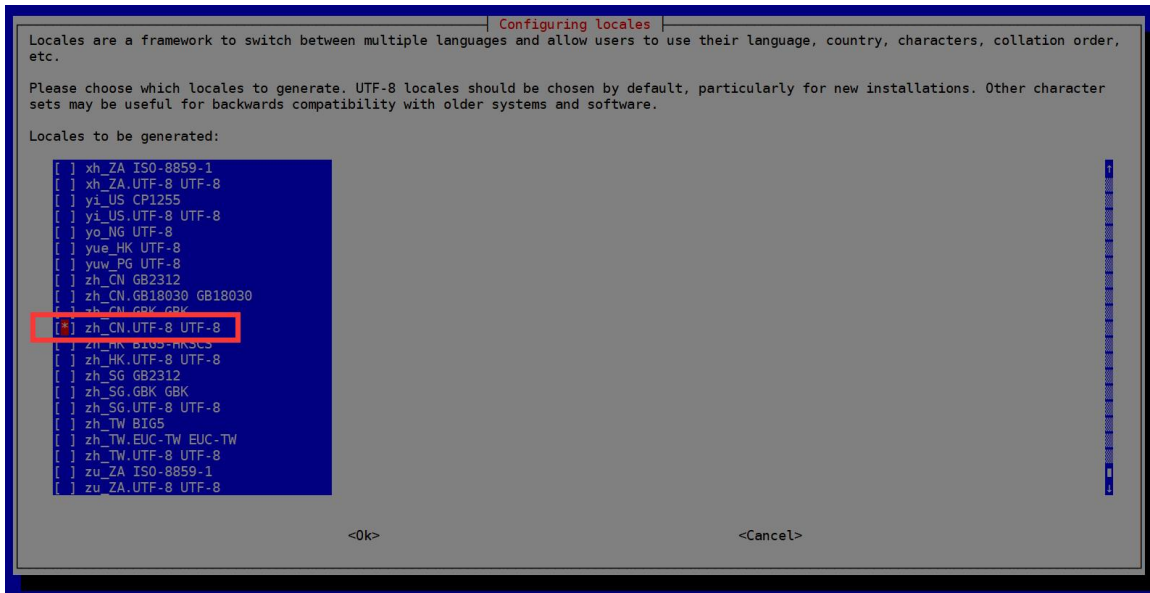 Configuring locales
Locales are a framework to switch between multiple languages and allow users to use their language, country, characters, collation order,
etc.
Please choose which locales to generate. UTF-8 locales should be chosen by default, particularly for new installations. Other character
sets may be useful for backwards compatibility with older systems and software.
Locales to be generated:
[ ] xh_ZA ISO-8859-1
[ ] xh_ZA.UTF-8 UTF-8
[ ] yi_US CP1255
[ ] yi_US.UTF-8 UTF-8
[ ] yo_NG UTF-8
[ ] yue_HK UTF-8
[ ] yuw_PG UTF-8
[ ] zh_CN GB2312
[ ] zh_CN.GB18030 GB18030
[ ] zh_CN.GBK GBK
[*] zh_CN.UTF-8 UTF-8
[ ] zh_HK BIG5-HKSCS
[ ] zh_HK.UTF-8 UTF-8
[ ] zh_SG GB2312
[ ] zh_SG.GBK GBK
[ ] zh_SG.UTF-8 UTF-8
[ ] zh_TW BIG5
[ ] zh_TW.EUC-TW EUC-TW
[ ] zh_TW.UTF-8 UTF-8
[ ] zu_ZA ISO-8859-1
[ ] zu_ZA.UTF-8 UTF-8
<Ok> <Cancel>